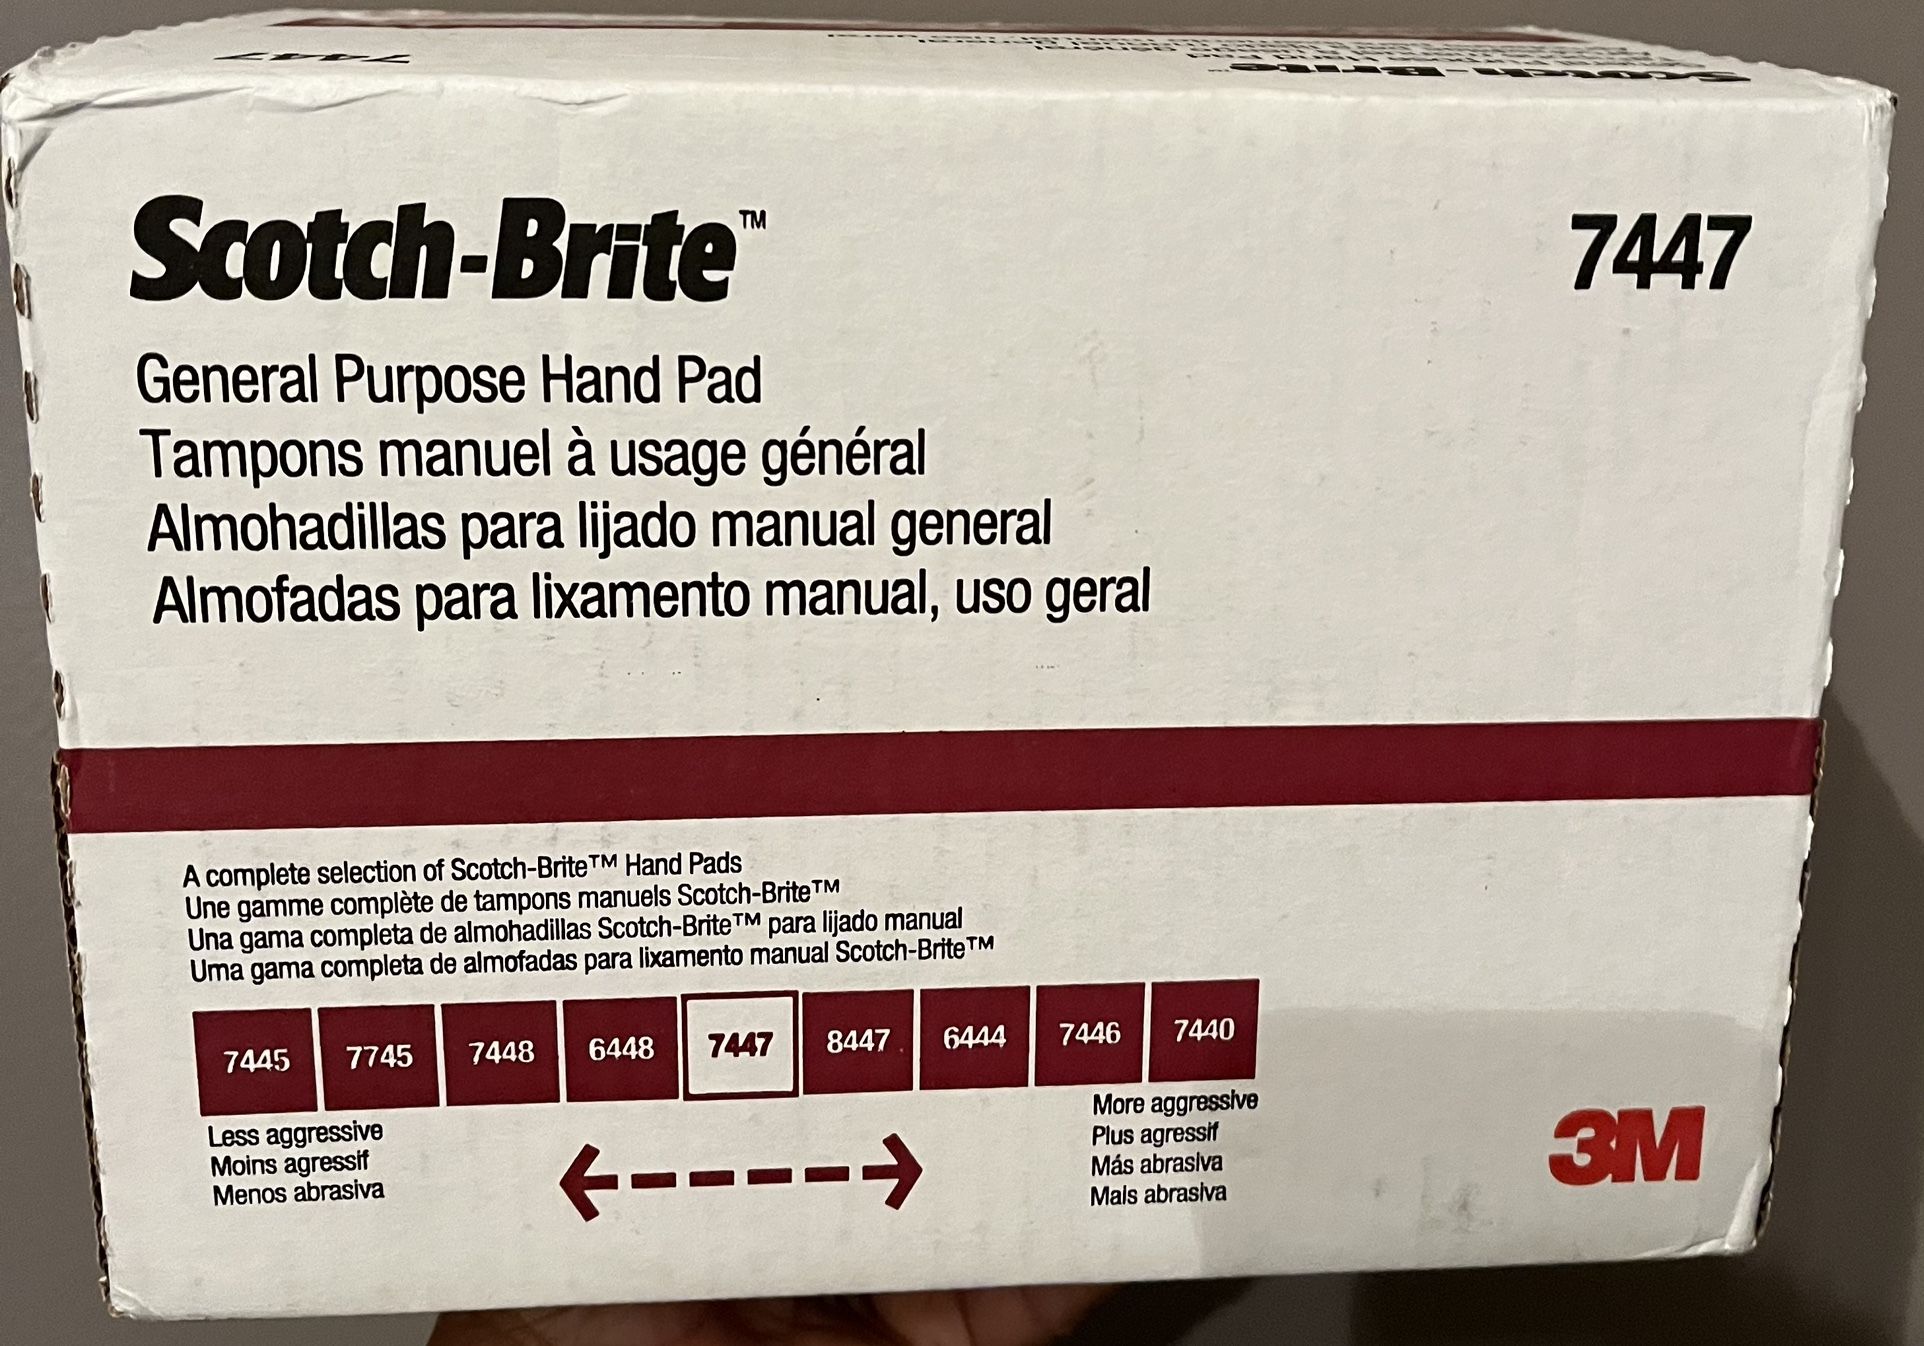 7447
Scotch-Brite™
Scotch-Brite™ 7447
General Purpose Hand Pad
Tampons manuel à usage général
Almohadillas para lijado manual general
Almofadas para lixamento manual, uso geral
A complete selection of Scotch-Brite™ Hand Pads
Une gamme complète de tampons manuels Scotch-Brite™
Una gama completa de almohadillas Scotch-Brite™ para lijado manual
Uma gama completa de almofadas para lixamento manual Scotch-Brite™
7445 7745 7448 6448 7447 8447 6444 7446 7440
Less aggressive
Moins agressif
Menos abrasiva
More aggressive
Plus agressif
Más abrasiva
Mais abrasiva
3M